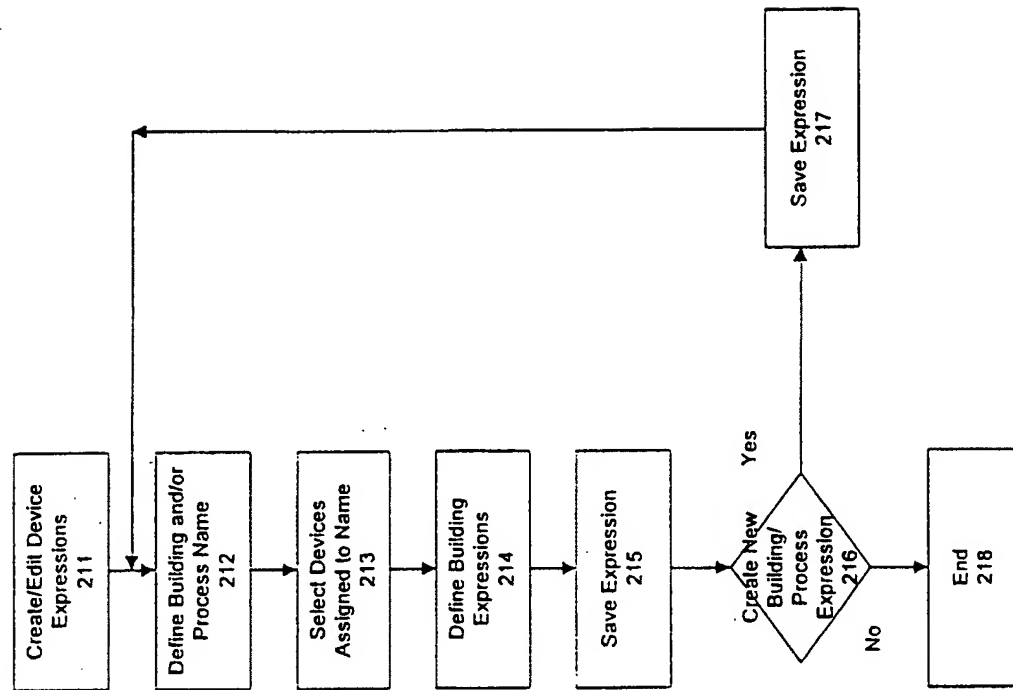 Create/Edit Device
Expressions
211
Define Building and/or
Process Name
212
Select Devices
Assigned to Name
213
Define Building
Expressions
214
Save Expression
215
Create New
Building/
Process
Expression
216
Yes
No
Save Expression
217
End
218